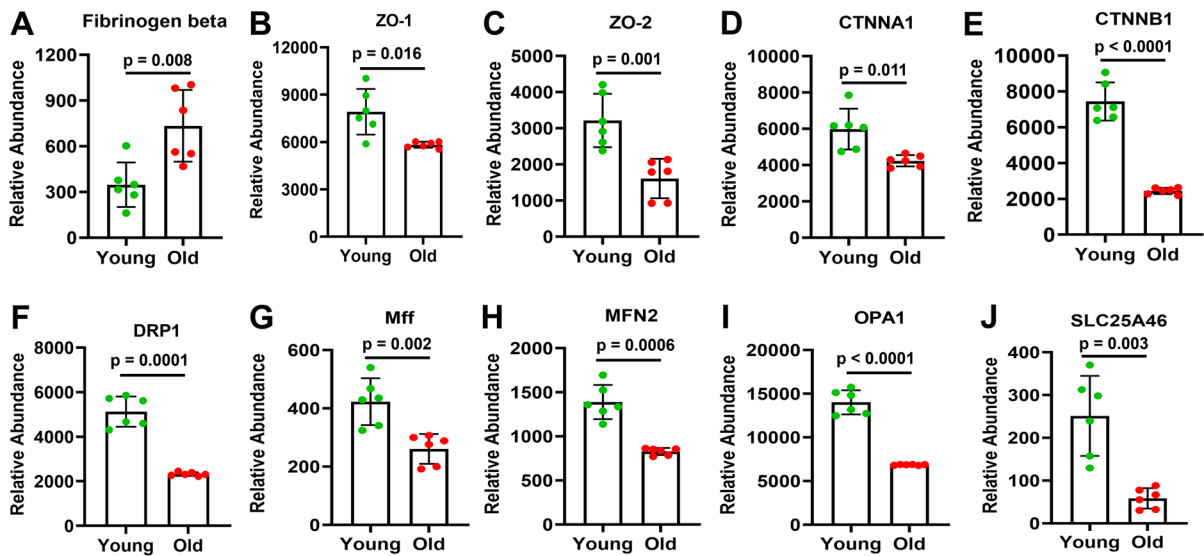 A
Fibrinogen beta
p = 0.008
Relative Abundance
1200
900
600
300
0
Young Old
B
ZO-1
p = 0.016
Relative Abundance
12000
9000
6000
3000
0
Young Old
C
ZO-2
p = 0.001
Relative Abundance
5000
4000
3000
2000
1000
0
Young Old
D
CTNNA1
p = 0.011
Relative Abundance
10000
8000
6000
4000
2000
0
Young Old
E
CTNNB1
p < 0.0001
Relative Abundance
10000
8000
6000
4000
2000
0
Young Old
F
DRP1
p = 0.0001
Relative Abundance
8000
6000
4000
2000
0
Young Old
G
Mff
p = 0.002
Relative Abundance
600
400
200
0
Young Old
H
MFN2
p = 0.0006
Relative Abundance
2000
1500
1000
500
0
Young Old
I
OPA1
p < 0.0001
Relative Abundance
20000
15000
10000
5000
0
Young Old
J
SLC25A46
p = 0.003
Relative Abundance
400
300
200
100
0
Young Old